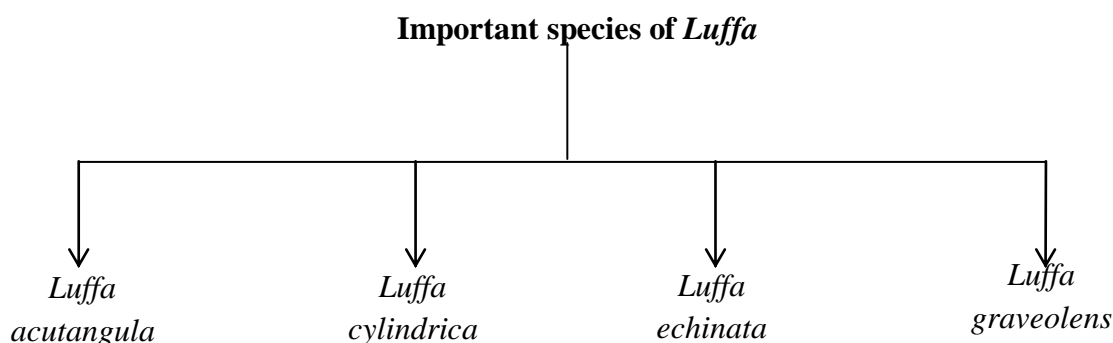 Important species of Luffa
Luffa
acutangula
Luffa
cylindrica
Luffa
echinata
Luffa
graveolens